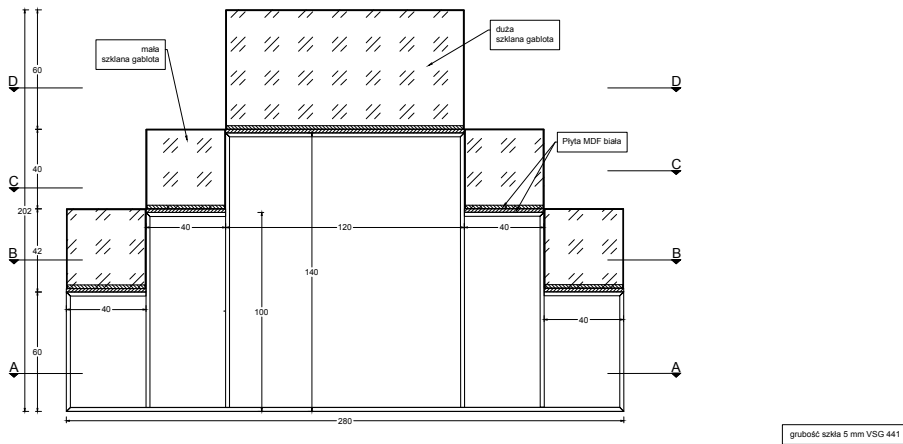 duża
szklana gablota
mała
szklana gablota
60
D
D
Płyta MDF biała
40
C
C
202
40
120
40
42
B
B
140
100
40
40
60
A
A
280
grubość szkła 5 mm VSG 441